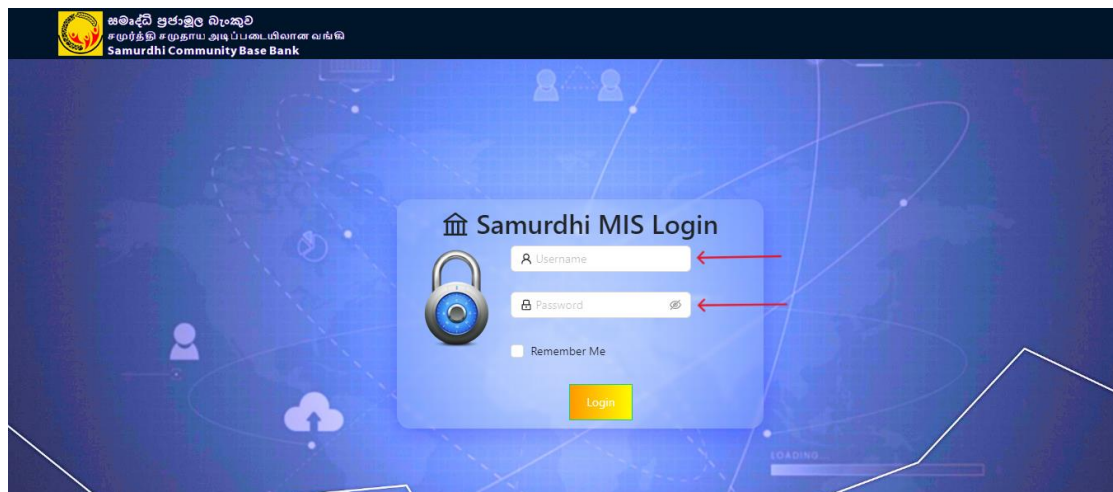 සමෘද්ධි ප්‍රජාමූල බැංකුව
சமுர்த்தி சமுதாய அடிப்படையிலான வங்கி
Samurdhi Community Base Bank
Samurdhi MIS Login
Username
Password
Remember Me
Login
LOADING...